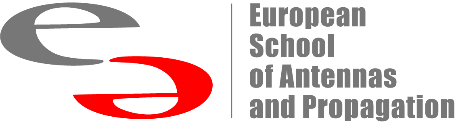 European
School
of Antennas
and Propagation